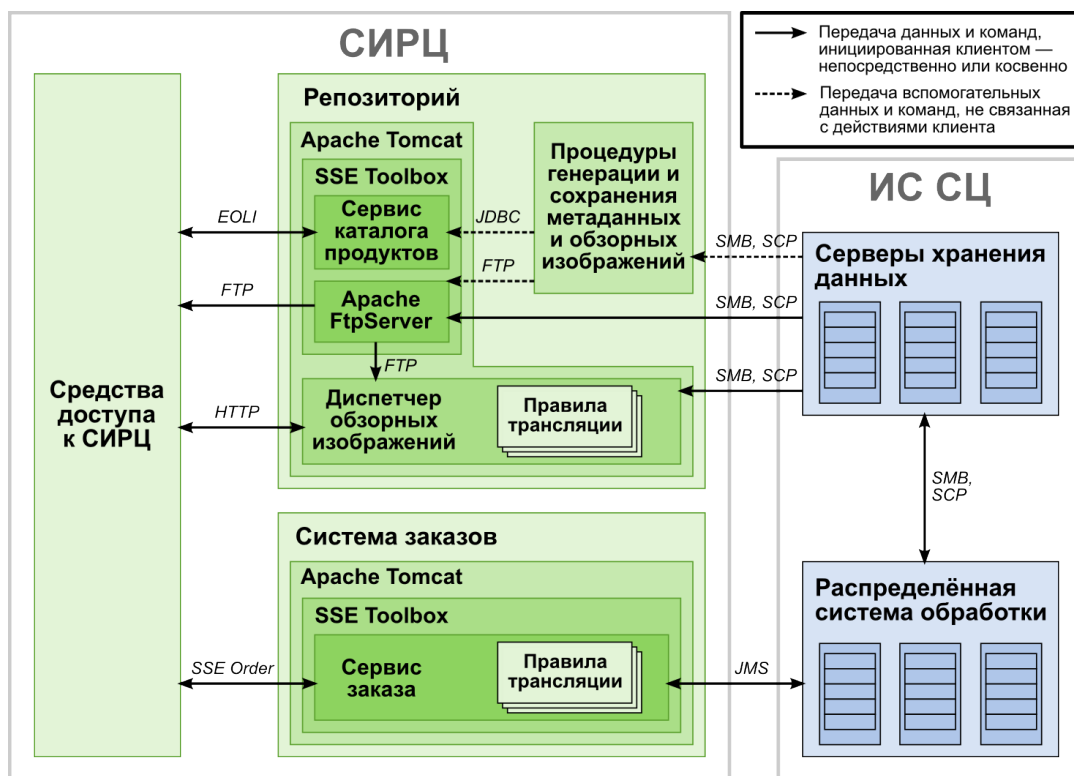 СИРЦ
Передача данных и команд,
инициированная клиентом —
непосредственно или косвенно
Передача вспомогательных
данных и команд, не связанная
с действиями клиента
Репозиторий
Apache Tomcat
SSE Toolbox
Сервис
каталога
продуктов
Apache
FtpServer
Процедуры
генерации и
сохранения
метаданных
и обзорных
изображений
EOLI
JDBC
FTP
FTP
FTP
SMB, SCP
SMB, SCP
SMB, SCP
Средства
доступа
к СИРЦ
HTTP
Диспетчер
обзорных
изображений
Правила
трансляции
ИС СЦ
Серверы хранения
данных
SMB,
SCP
Система заказов
Apache Tomcat
SSE Toolbox
Сервис
заказа
Правила
трансляции
SSE Order
JMS
Распределённая
система обработки